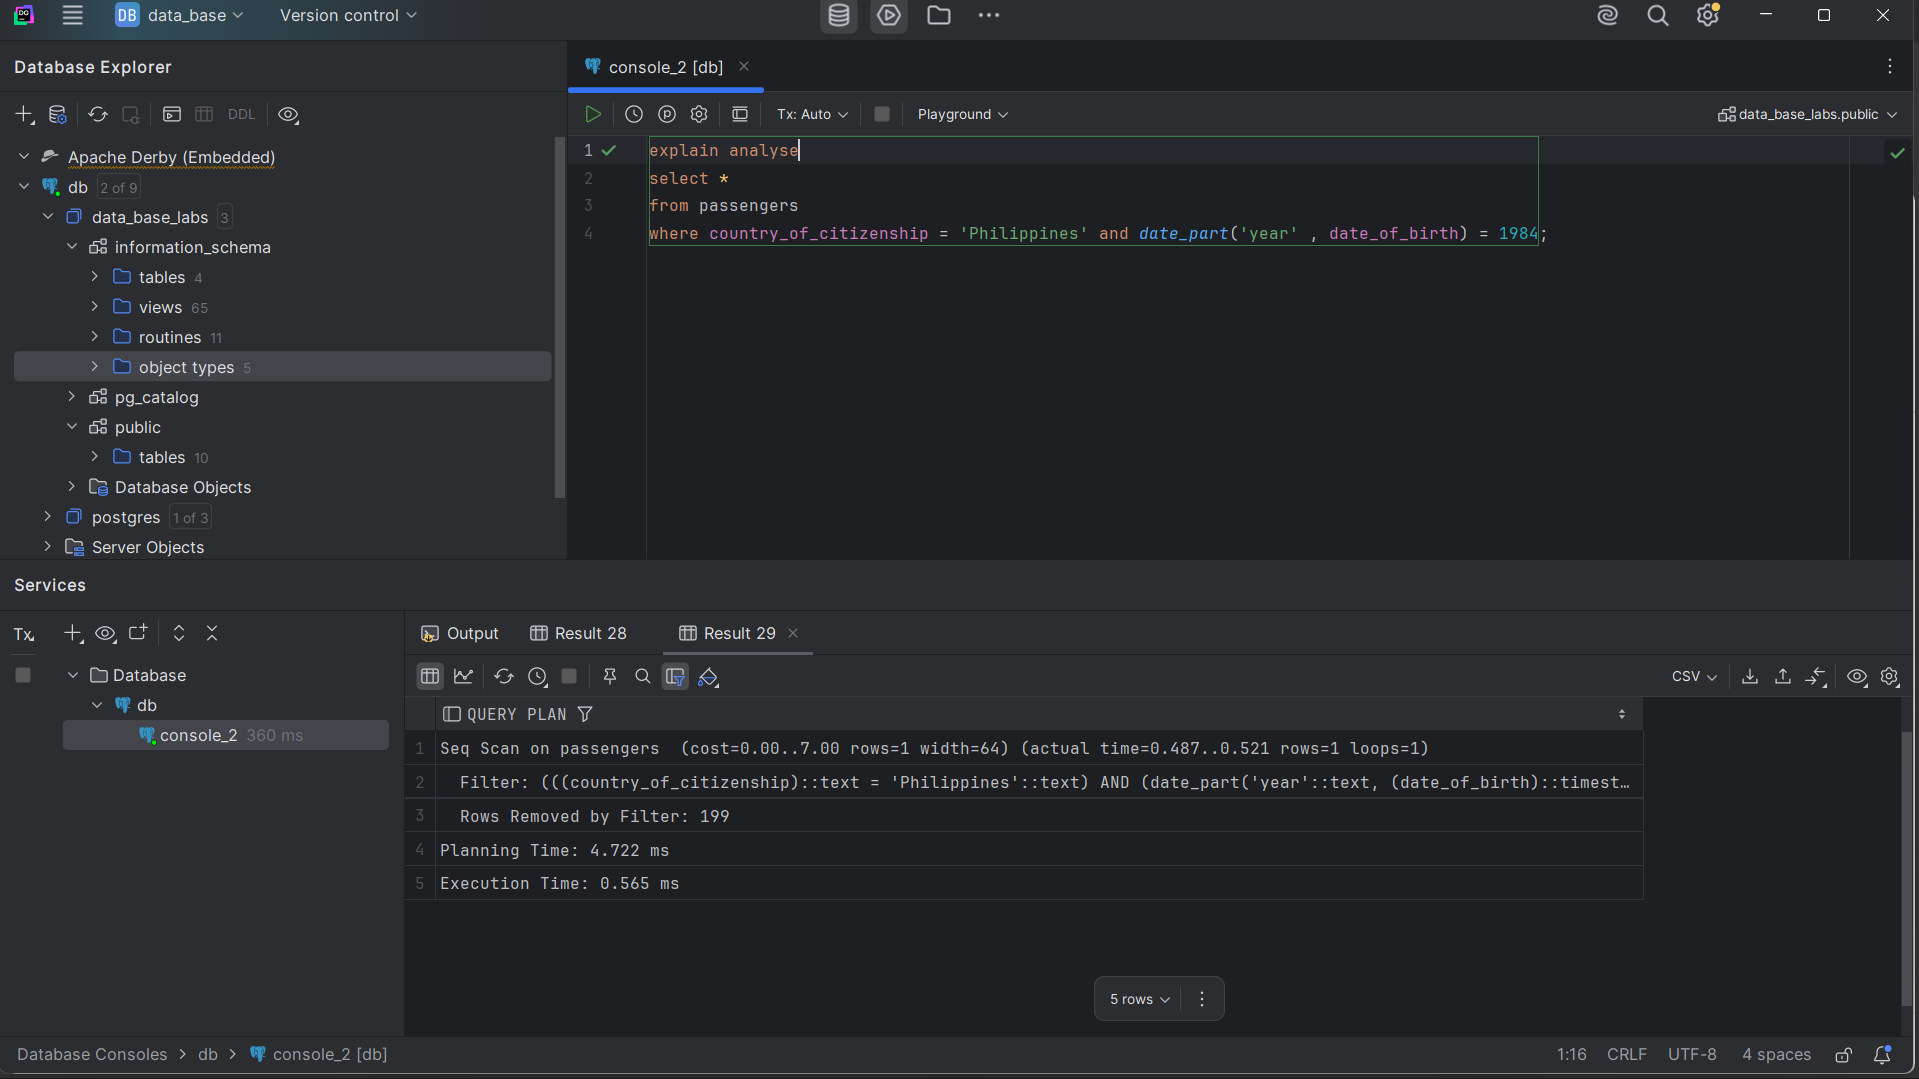 DG
DB data_base
Version control
Database Explorer
console_2 [db]
DDL
Tx: Auto
Playground
data_base_labs.public
Apache Derby (Embedded)
db 2 of 9
data_base_labs 3
information_schema
tables 4
views 65
routines 11
object types 5
pg_catalog
public
tables 10
Database Objects
postgres 1 of 3
Server Objects
1 explain analyse
2 select *
3 from passengers
4 where country_of_citizenship = 'Philippines' and date_part('year' , date_of_birth) = 1984;
Services
Tx
Database
db
console_2 360 ms
Output
Result 28
Result 29
CSV
QUERY PLAN
1 Seq Scan on passengers  (cost=0.00..7.00 rows=1 width=64) (actual time=0.487..0.521 rows=1 loops=1)
2   Filter: (((country_of_citizenship)::text = 'Philippines'::text) AND (date_part('year'::text, (date_of_birth)::timest…
3   Rows Removed by Filter: 199
4 Planning Time: 4.722 ms
5 Execution Time: 0.565 ms
5 rows
Database Consoles > db > console_2 [db]
1:16 CRLF UTF-8 4 spaces